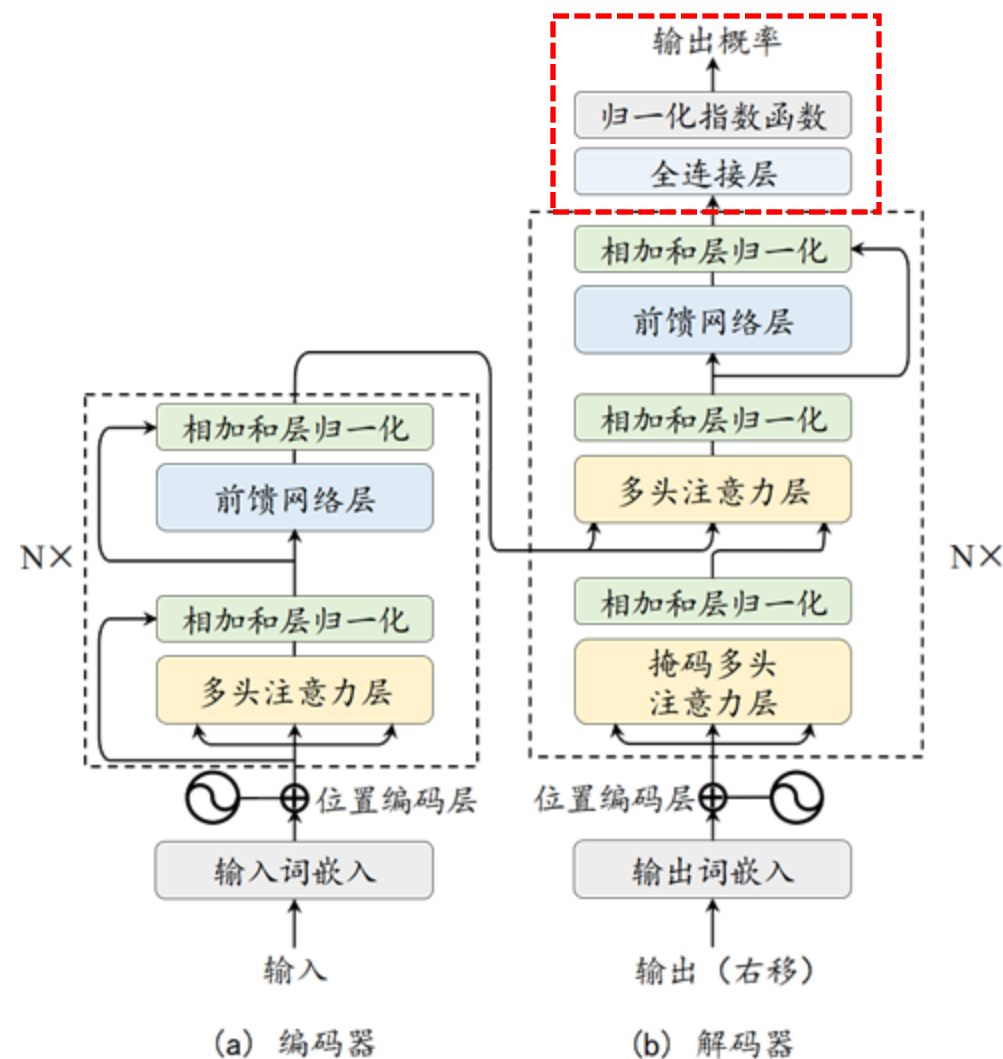 输出概率
归一化指数函数
全连接层
相加和层归一化
前馈网络层
相加和层归一化
多头注意力层
相加和层归一化
掩码多头
注意力层
N×
位置编码层
输出词嵌入
输出（右移）
(b) 解码器
相加和层归一化
前馈网络层
N×
相加和层归一化
多头注意力层
位置编码层
输入词嵌入
输入
(a) 编码器